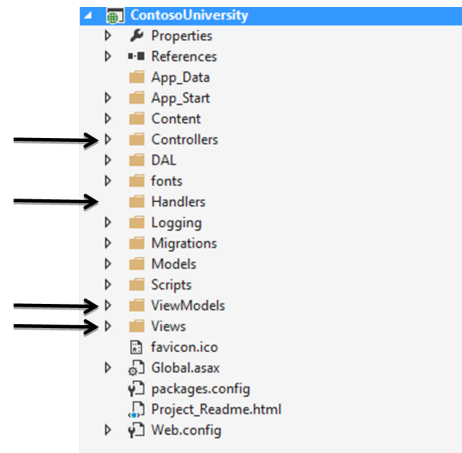 ContosoUniversity
Properties
References
App_Data
App_Start
Content
Controllers
DAL
fonts
Handlers
Logging
Migrations
Models
Scripts
ViewModels
Views
favicon.ico
Global.asax
packages.config
Project_Readme.html
Web.config